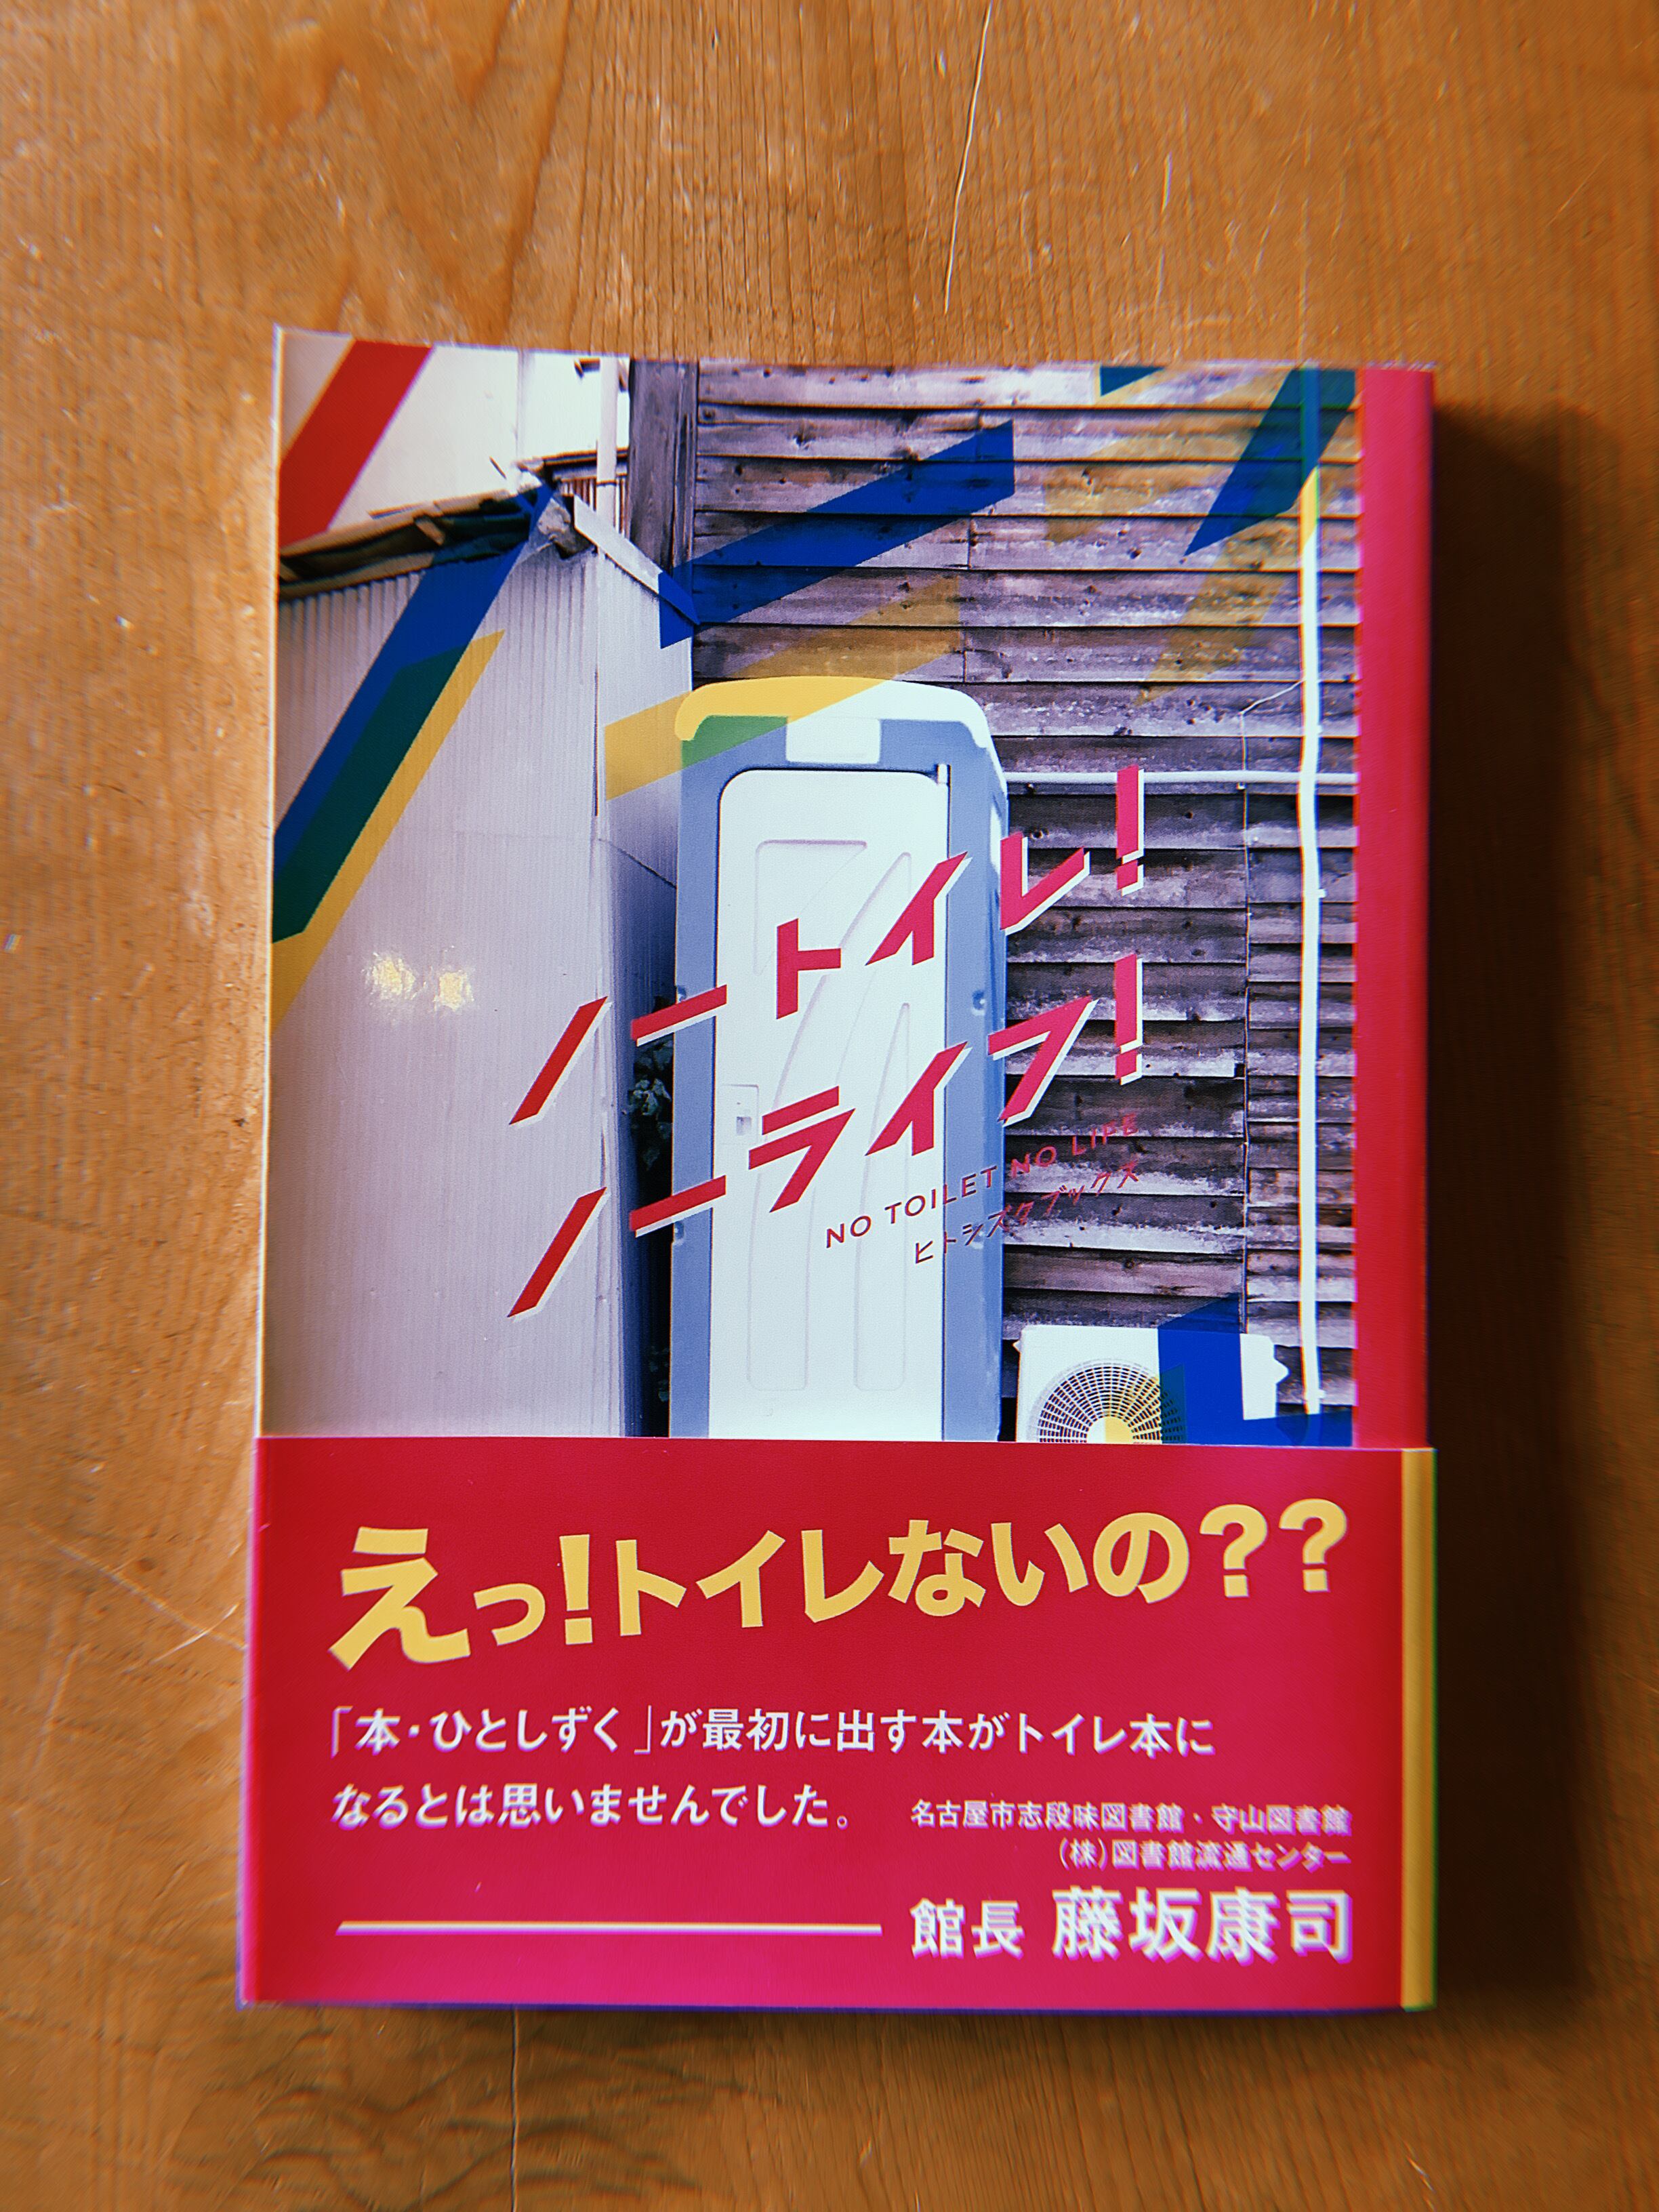 ノートイレ!
ノーライフ!
NO TOILET NO LIFE
ヒトシズクブックス
えっ!トイレないの??
「本・ひとしずく」が最初に出す本がトイレ本に
なるとは思いませんでした。
名古屋市志段味図書館・守山図書館
(株)図書館流通センター
館長 藤坂康司